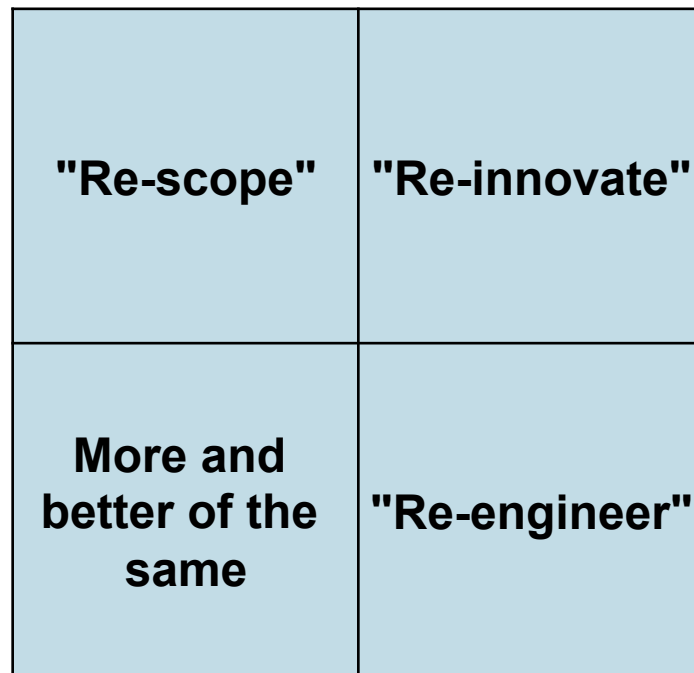 "Re-scope"
"Re-innovate"
More and
better of the
same
"Re-engineer"